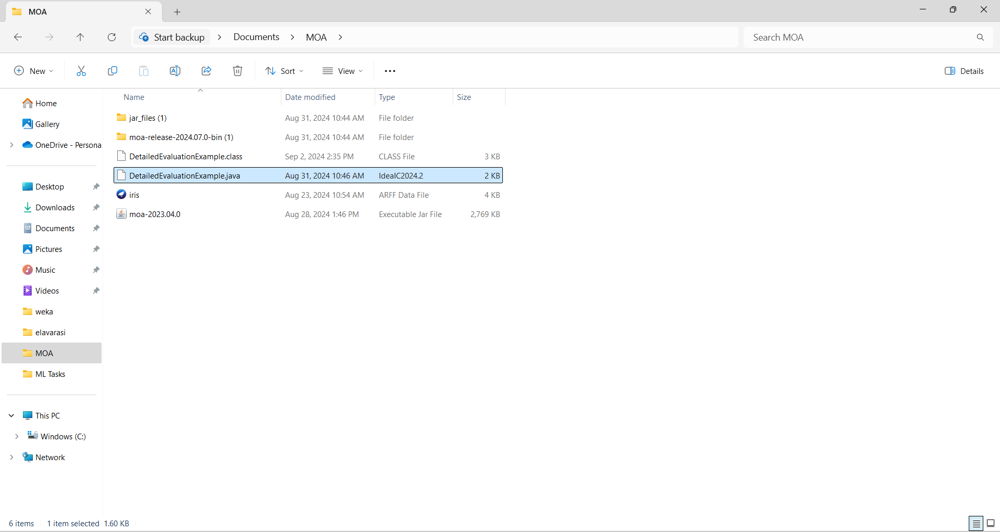 MOA
Start backup > Documents > MOA >
Search MOA
New
Sort
View
Details
Name Date modified Type Size
jar_files (1) Aug 31, 2024 10:44 AM File folder
moa-release-2024.07.0-bin (1) Aug 31, 2024 10:44 AM File folder
DetailedEvaluationExample.class Sep 2, 2024 2:35 PM CLASS File 3 KB
DetailedEvaluationExample.java Aug 31, 2024 10:46 AM IdeaIC2024.2 2 KB
iris Aug 23, 2024 10:54 AM ARFF Data File 4 KB
moa-2023.04.0 Aug 28, 2024 1:46 PM Executable Jar File 2,769 KB
Home
Gallery
OneDrive - Persona
Desktop
Downloads
Documents
Pictures
Music
Videos
weka
elavarasi
MOA
ML Tasks
This PC
Windows (C:)
Network
6 items 1 item selected 1.60 KB